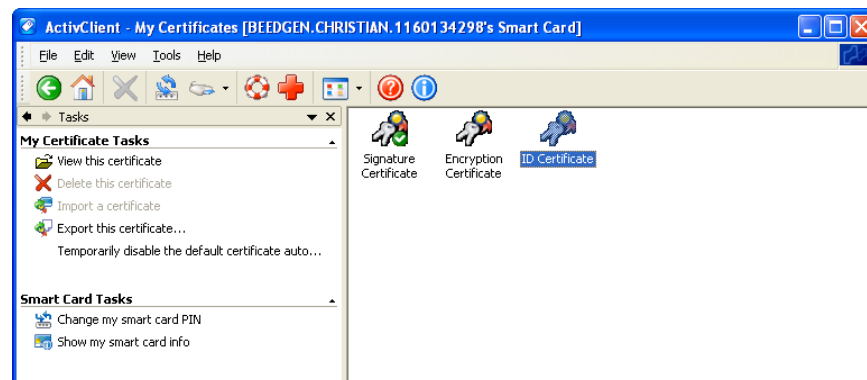 ActivClient - My Certificates [BEEDGEN.CHRISTIAN.1160134298's Smart Card]
File Edit View Tools Help
Tasks
My Certificate Tasks
View this certificate
Delete this certificate
Import a certificate
Export this certificate...
Temporarily disable the default certificate auto...
Smart Card Tasks
Change my smart card PIN
Show my smart card info
Signature
Certificate
Encryption
Certificate
ID Certificate